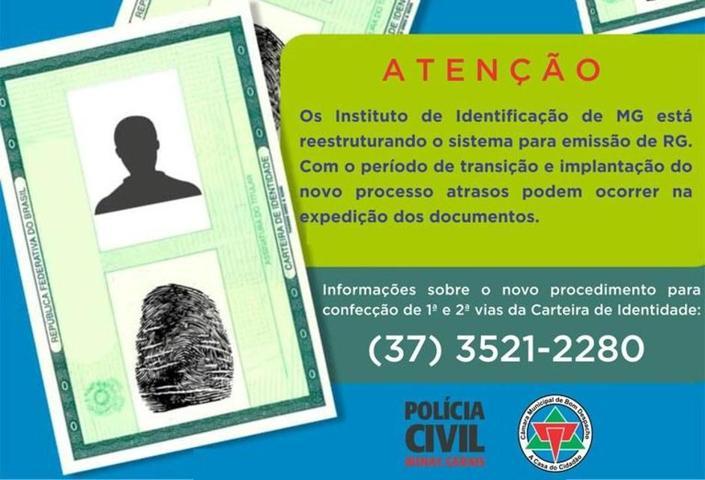 ATENÇÃO
Os Instituto de Identificação de MG está
reestruturando o sistema para emissão de RG.
Com o período de transição e implantação do
novo processo atrasos podem ocorrer na
expedição dos documentos.
Informações sobre o novo procedimento para
confecção de 1ª e 2ª vias da Carteira de Identidade:
(37) 3521-2280
POLÍCIA
CIVIL
MINAS GERAIS
Câmara Municipal de Bom Despacho
A Casa do Cidadão
REPÚBLICA FEDERATIVA DO BRASIL
ASSINATURA DO TITULAR
CARTEIRA DE IDENTIDADE